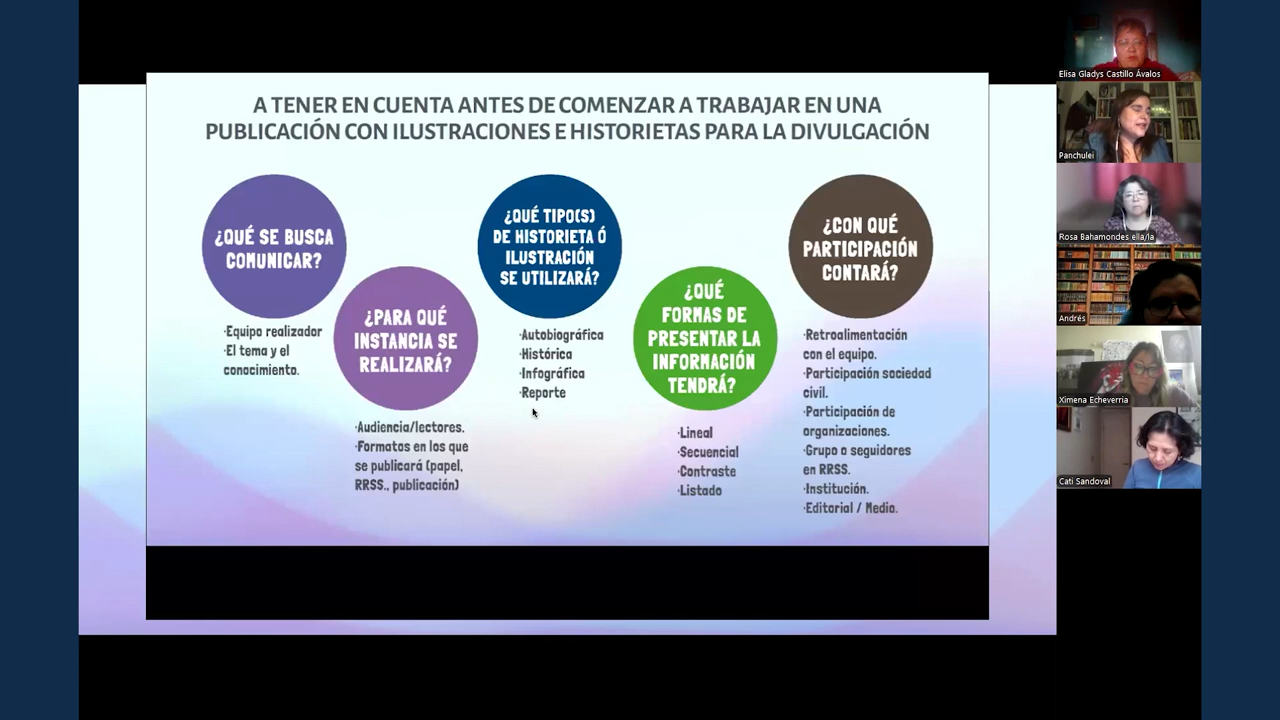 A TENER EN CUENTA ANTES DE COMENZAR A TRABAJAR EN UNA
PUBLICACIÓN CON ILUSTRACIONES E HISTORIETAS PARA LA DIVULGACIÓN
¿QUÉ SE BUSCA
COMUNICAR?
·Equipo realizador
·El tema y el
conocimiento.
¿PARA QUÉ
INSTANCIA SE
REALIZARÁ?
·Audiencia/lectores.
·Formatos en los que
se publicará (papel,
RRSS., publicación)
¿QUÉ TIPO(S)
DE HISTORIETA Ó
ILUSTRACIÓN
SE UTILIZARÁ?
·Autobiográfica
·Histórica
·Infográfica
·Reporte
¿QUÉ
FORMAS DE
PRESENTAR LA
INFORMACIÓN
TENDRÁ?
·Lineal
·Secuencial
·Contraste
·Listado
¿CON QUÉ
PARTICIPACIÓN
CONTARÁ?
·Retroalimentación
con el equipo.
·Participación sociedad
civil.
·Participación de
organizaciones.
·Grupo o seguidores
en RRSS.
·Institución.
·Editorial / Medio.
Elisa Gladys Castillo Ávalos
Panchulei
Rosa Bahamondes ella/la
Andrés
Ximena Echeverria
Cati Sandoval